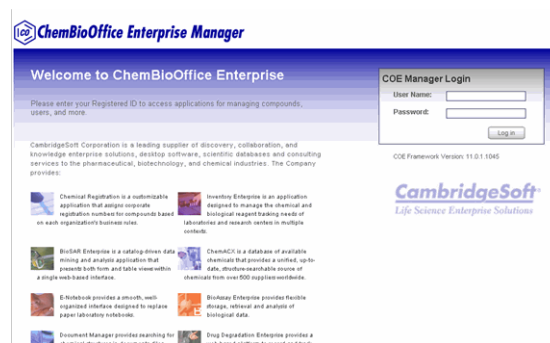 ChemBioOffice Enterprise Manager
Welcome to ChemBioOffice Enterprise
Please enter your Registered ID to access applications for managing compounds,
users, and more.
COE Manager Login
User Name:
Password:
Log in
COE Framework Version: 11.0.1.1045
CambridgeSoft
Life Science Enterprise Solutions
CambridgeSoft Corporation is a leading supplier of discovery, collaboration, and
knowledge enterprise solutions, desktop software, scientific databases and consulting
services to the pharmaceutical, biotechnology, and chemical industries. The Company
provides:
Chemical Registration is a customizable
application that assigns corporate
registration numbers for compounds based
on each organization's business rules.
Inventory Enterprise is an application
designed to manage the chemical and
biological reagent tracking needs of
laboratories and research centers in multiple
contexts.
BioSAR Enterprise is a catalog-driven data
mining and analysis application that
presents both form and table views within
a single web-based interface.
ChemACX is a database of available
chemicals that provides a unified, up-to-
date, structure-searchable source of
chemicals from over 500 suppliers worldwide.
E-Notebook provides a smooth, well-
organized interface designed to replace
paper laboratory notebooks.
BioAssay Enterprise provides flexible
storage, retrieval and analysis of
biological data.
Document Manager provides searching for
Drug Degradation Enterprise provides a